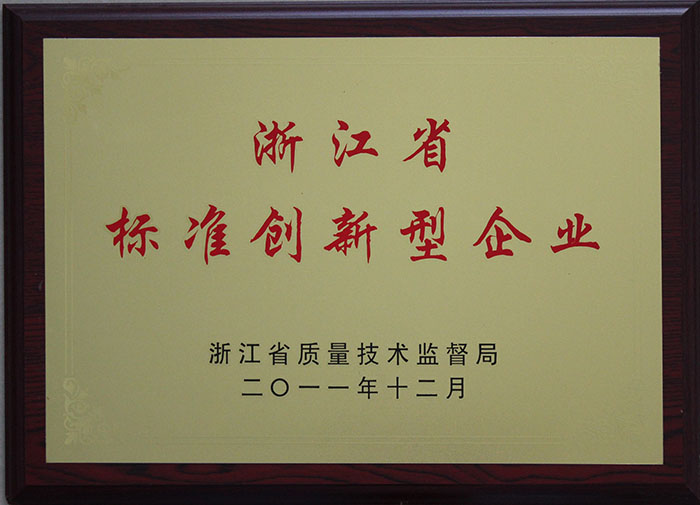 浙江省
标准创新型企业
浙江省质量技术监督局
二〇一一年十二月